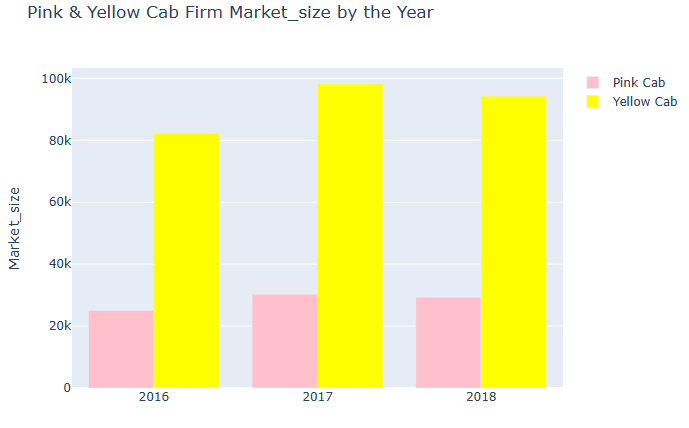 Pink & Yellow Cab Firm Market_size by the Year
Pink Cab
Yellow Cab
Market_size
100k
80k
60k
40k
20k
0
2016
2017
2018